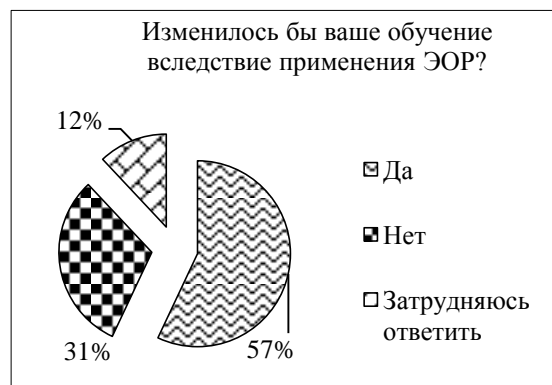 Изменилось бы ваше обучение
вследствие применения ЭОР?
12%
31%
57%
Да
Нет
Затрудняюсь
ответить